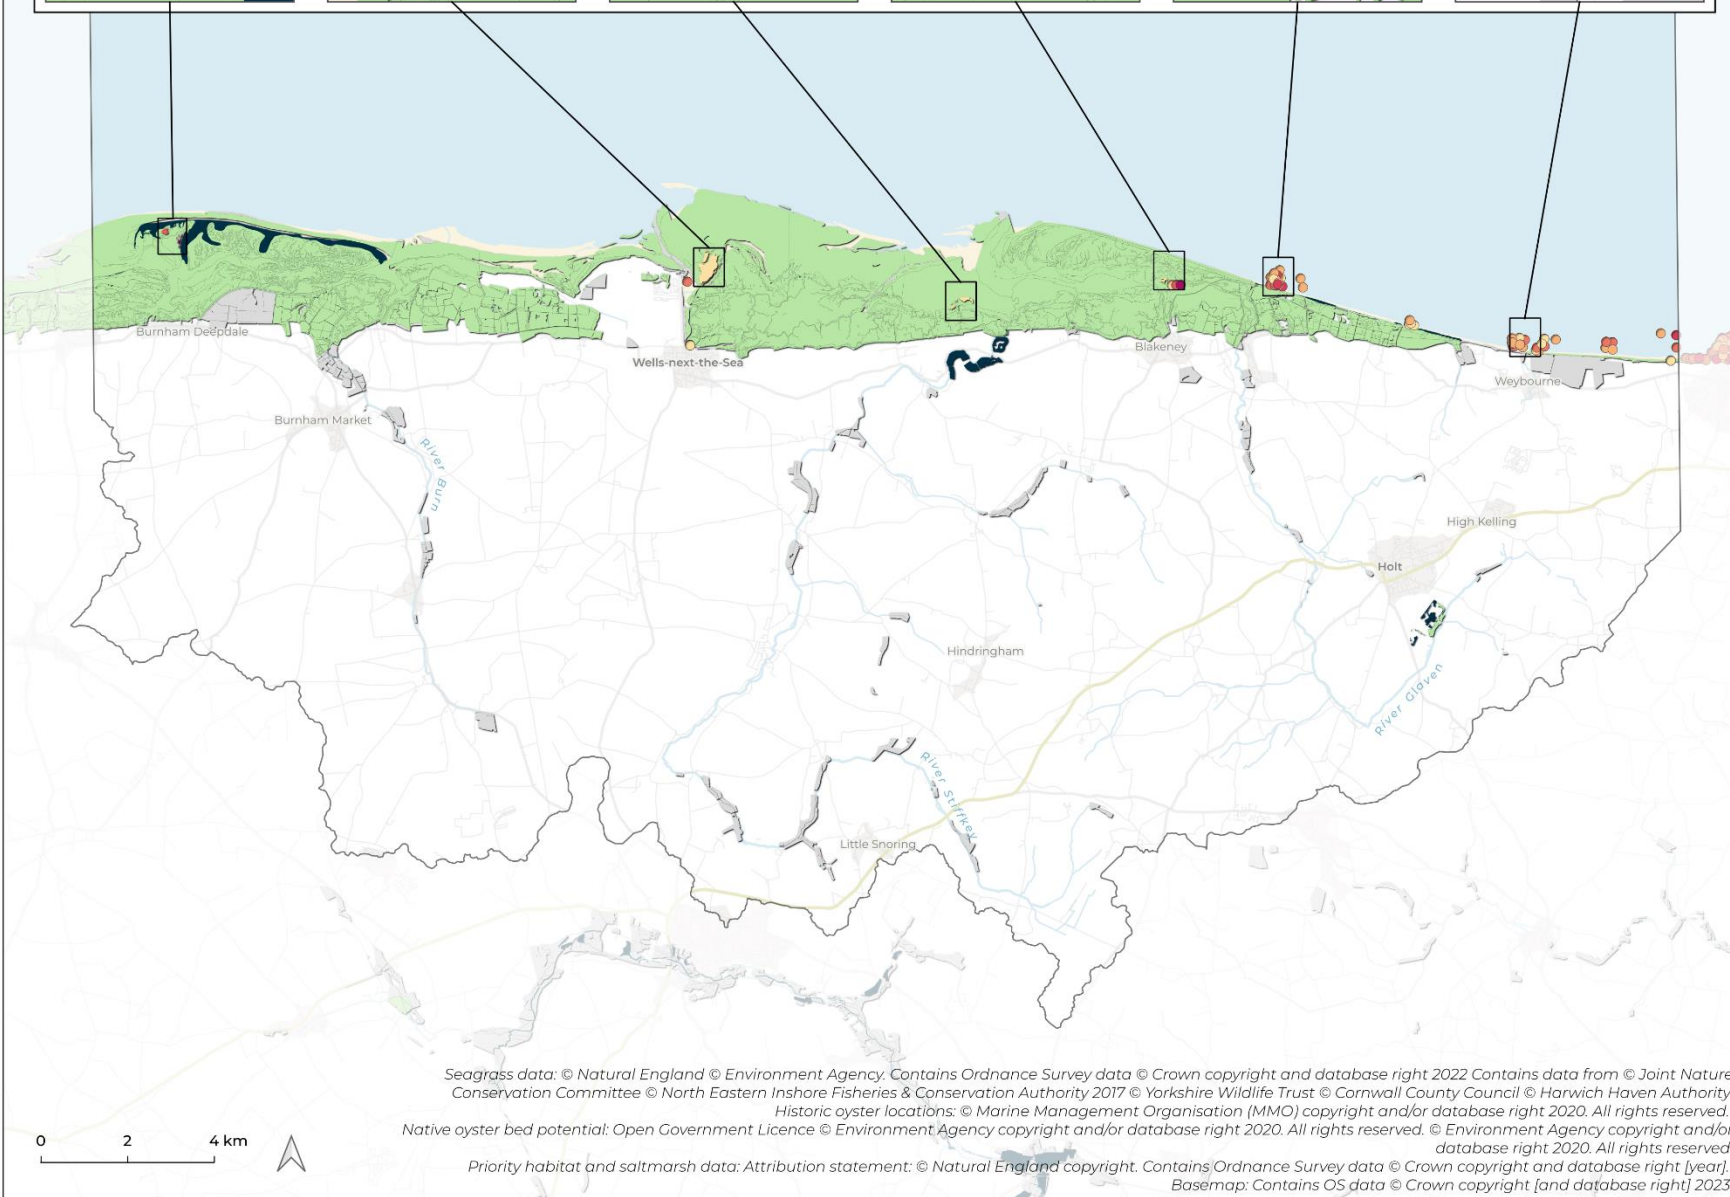 Burnham Deepdale
Wells-next-the-Sea
Blakeney
Weybourne
Burnham Market
River Burn
High Kelling
Holt
Hindringham
River Glaven
River Stiffkey
Little Snoring
Seagrass data: © Natural England © Environment Agency. Contains Ordnance Survey data © Crown copyright and database right 2022 Contains data from © Joint Nature
Conservation Committee © North Eastern Inshore Fisheries & Conservation Authority 2017 © Yorkshire Wildlife Trust © Cornwall County Council © Harwich Haven Authority
Historic oyster locations: © Marine Management Organisation (MMO) copyright and/or database right 2020. All rights reserved.
Native oyster bed potential: Open Government Licence © Environment Agency copyright and/or database right 2020. All rights reserved. © Environment Agency copyright and/or
database right 2020. All rights reserved
Priority habitat and saltmarsh data: Attribution statement: © Natural England copyright. Contains Ordnance Survey data © Crown copyright and database right [year].
Basemap: Contains OS data © Crown copyright [and database right] 2023
0 2 4 km